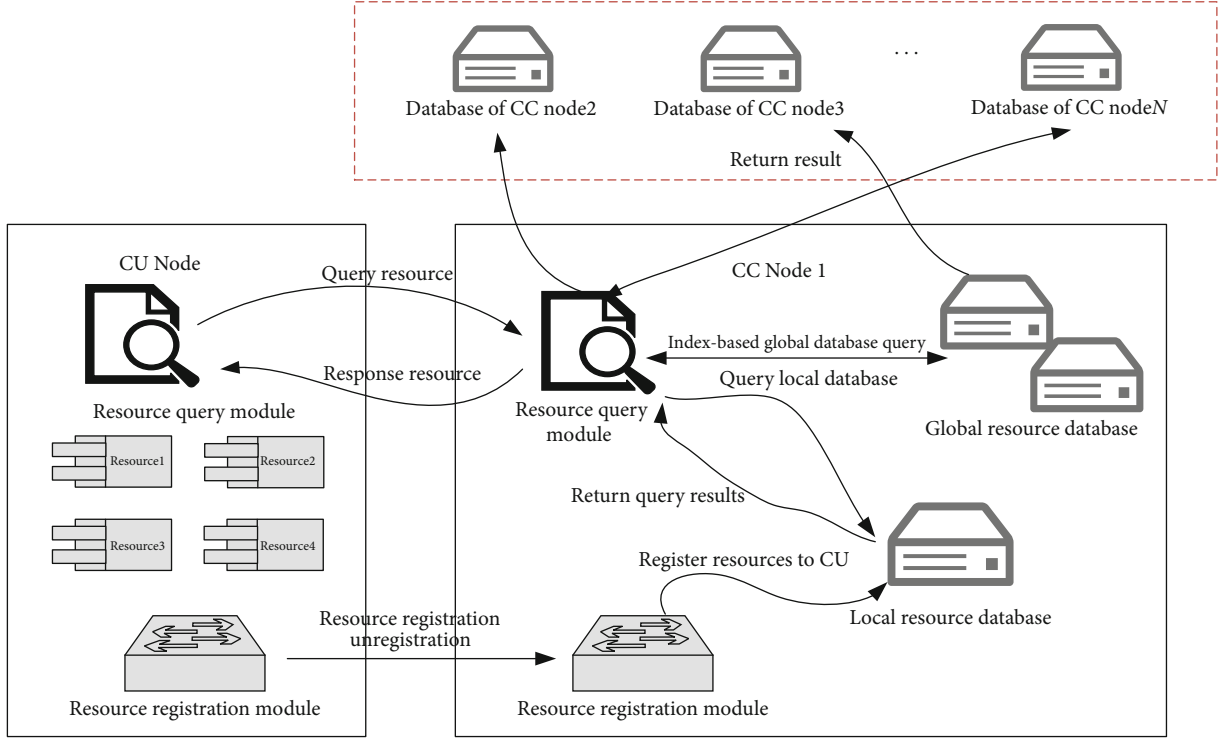 Database of CC node2
Database of CC node3
...
Database of CC nodeN
Return result
CU Node
Query resource
CC Node 1
Index-based global database query
Response resource
Query local database
Resource query module
Resource query
module
Global resource database
Resource1
Resource2
Return query results
Resource3
Resource4
Register resources to CU
Resource registration
unregistration
Local resource database
Resource registration module
Resource registration module